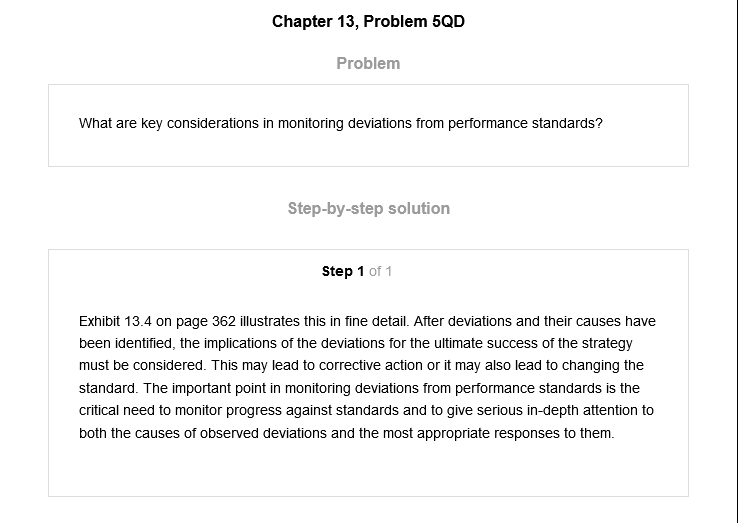 Chapter 13, Problem 5QD
Problem
What are key considerations in monitoring deviations from performance standards?
Step-by-step solution
Step 1 of 1
Exhibit 13.4 on page 362 illustrates this in fine detail. After deviations and their causes have
been identified, the implications of the deviations for the ultimate success of the strategy
must be considered. This may lead to corrective action or it may also lead to changing the
standard. The important point in monitoring deviations from performance standards is the
critical need to monitor progress against standards and to give serious in-depth attention to
both the causes of observed deviations and the most appropriate responses to them.